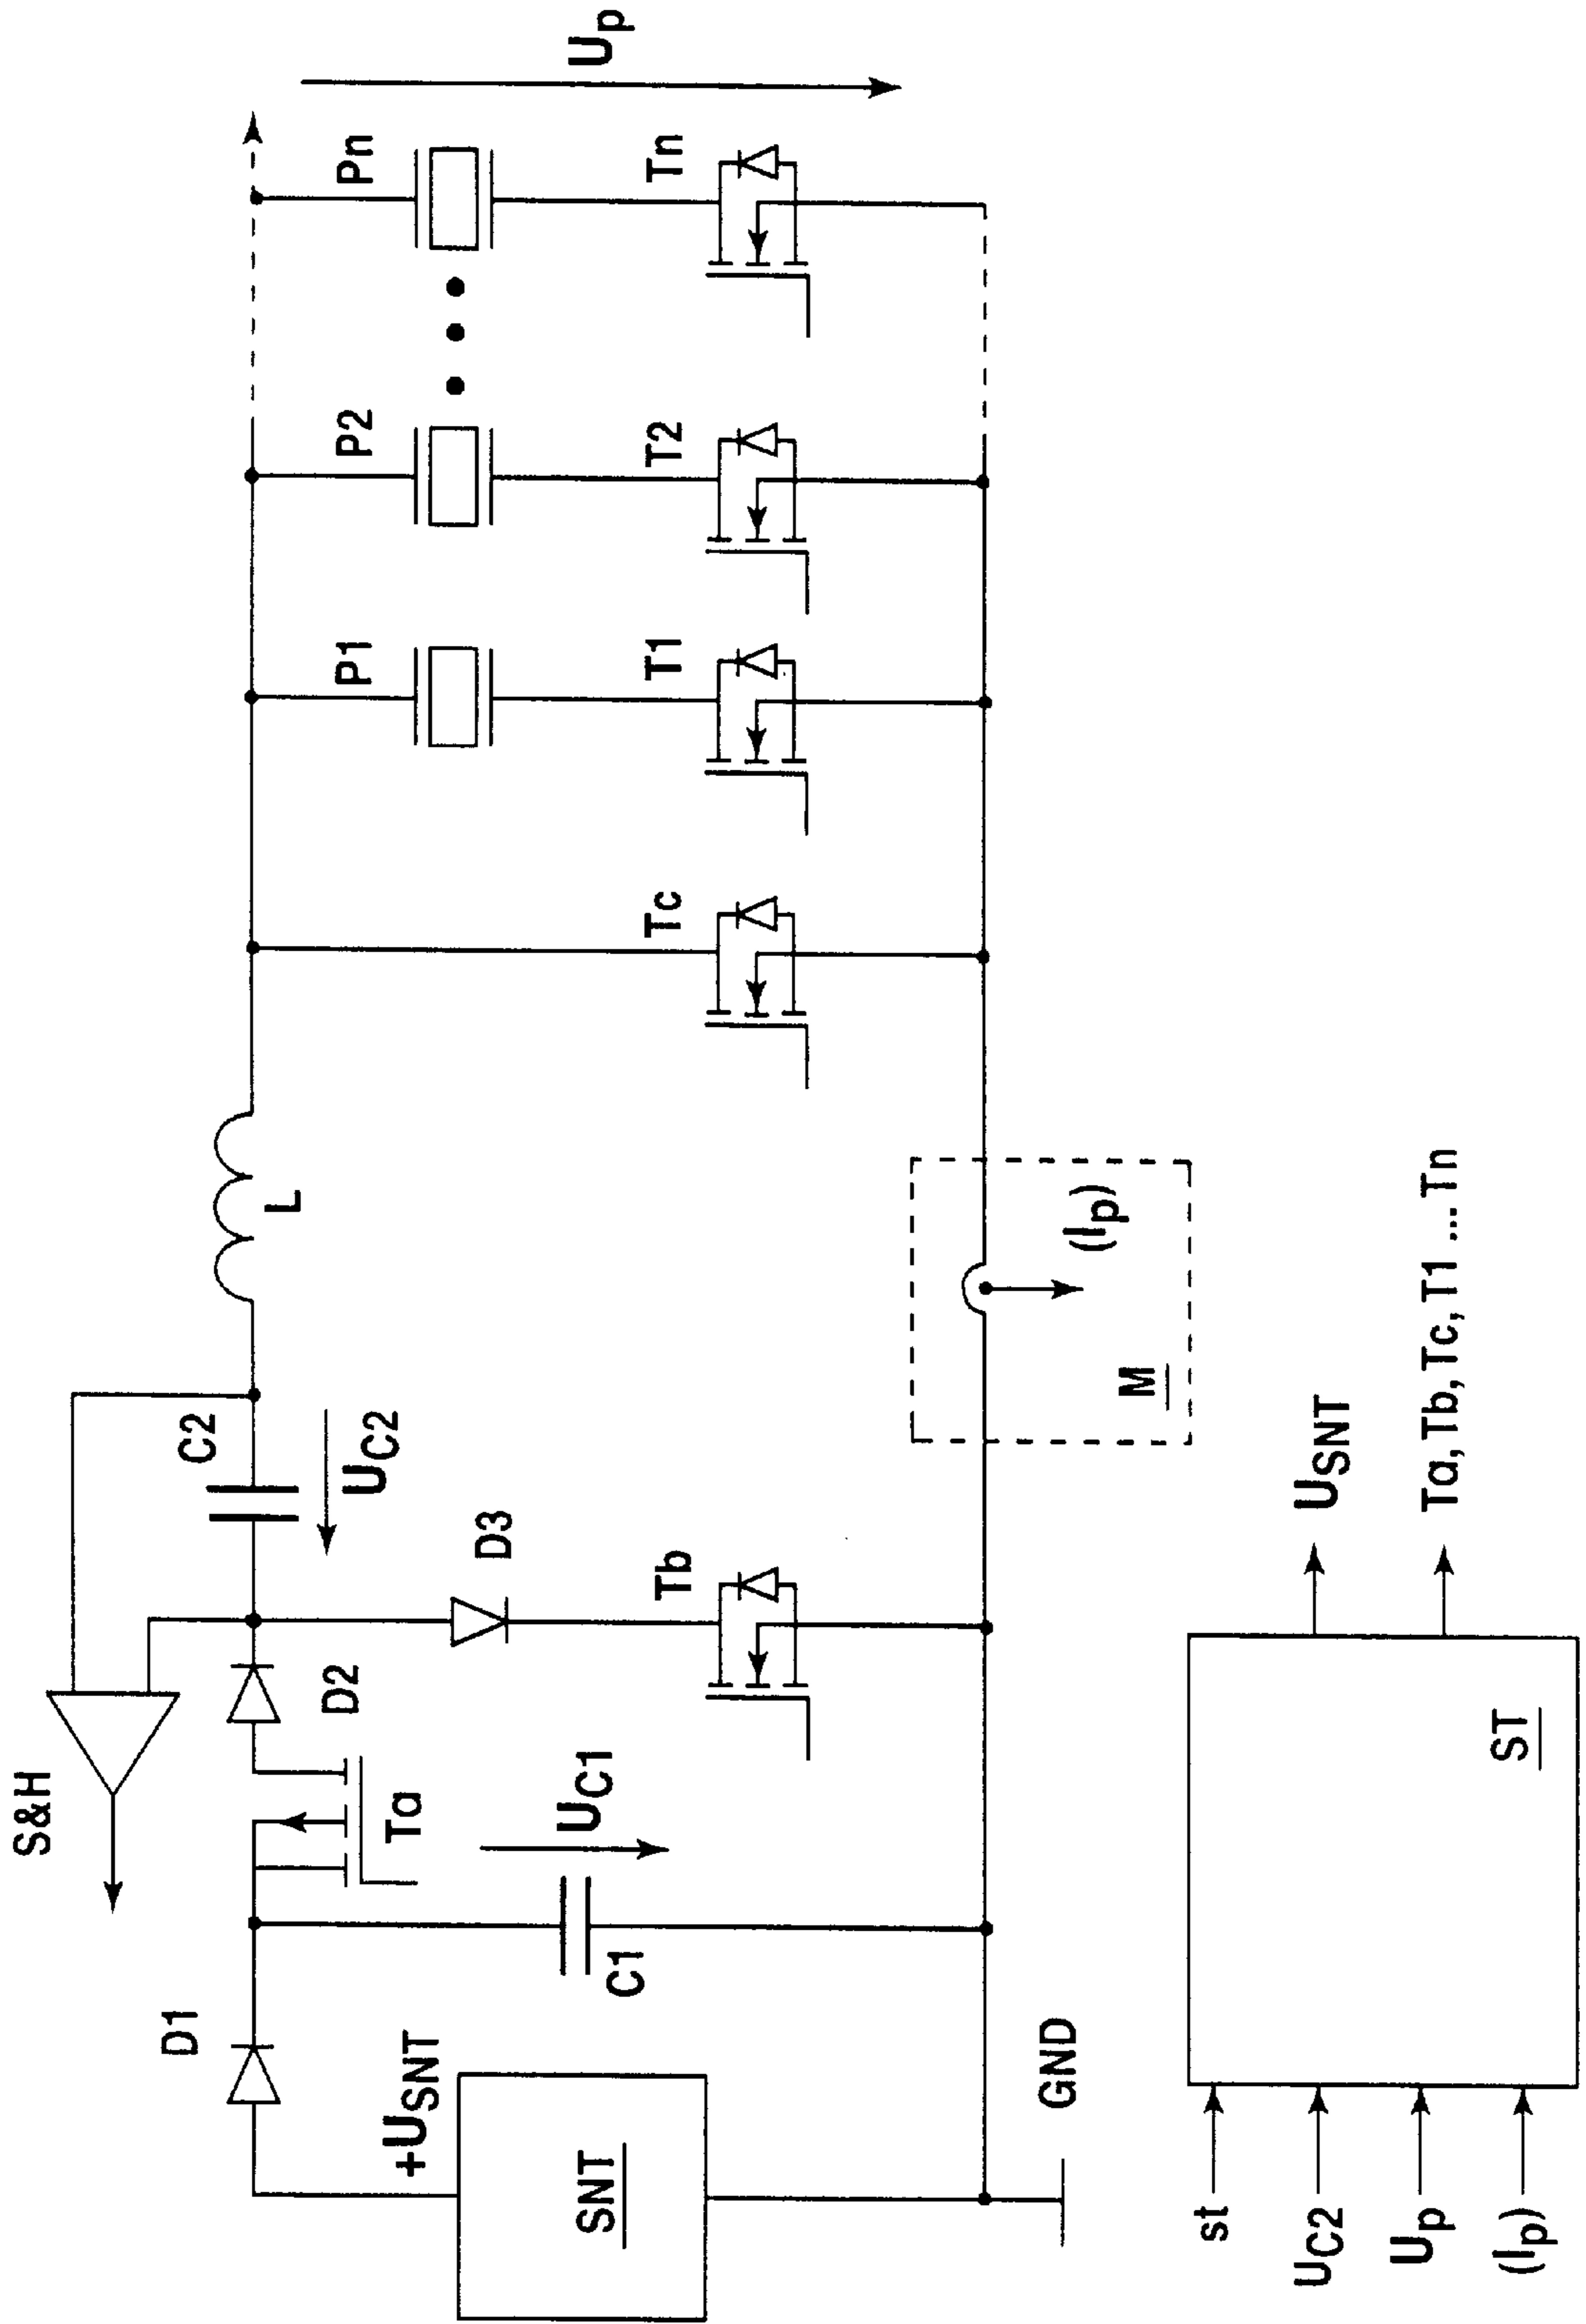 S&H
D1
+USNT
SNT
GND
C1
UC1
Ta
D2
D3
Tb
C2
UC2
L
M
(Ip)
Tc
P1
T1
P2
T2
Pn
Tn
Up
st
UC2
Up
(Ip)
ST
USNT
Ta, Tb, Tc, T1 ... Tn